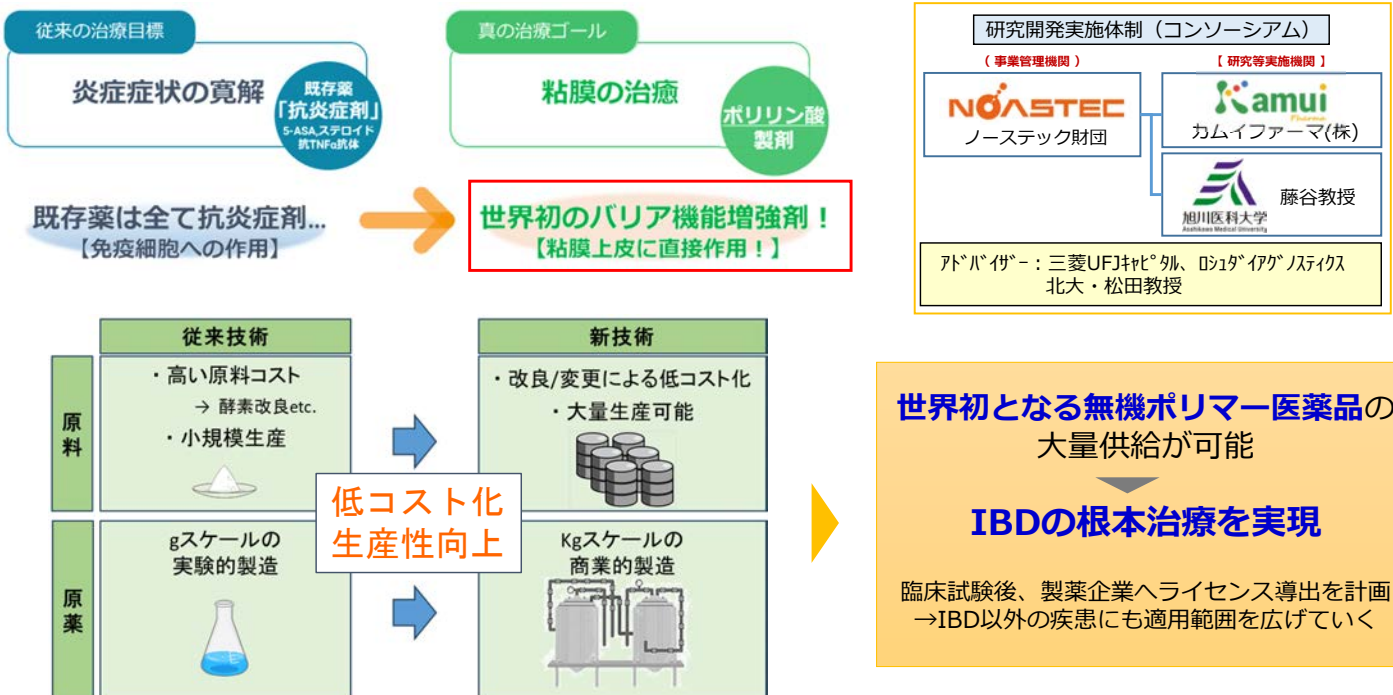 従来の治療目標
炎症症状の寛解
既存薬
「抗炎症剤」
5-ASA,ステロイド
抗TNFα抗体
真の治療ゴール
粘膜の治癒
ポリリン酸
製剤
既存薬は全て抗炎症剤...
【免疫細胞への作用】
世界初のバリア機能増強剤！
【粘膜上皮に直接作用！】
研究開発実施体制（コンソーシアム）
（ 事業管理機関 ）
【 研究等実施機関 】
NOASTEC
ノーステック財団
Kamui
Pharma
カムイファーマ(株)
旭川医科大学
Asahikawa Medical University
藤谷教授
ｱﾄﾞﾊﾞｲｻﾞｰ：三菱UFJｷｬﾋﾟﾀﾙ、ﾛｼｭﾀﾞｲｱｸﾞﾉｽﾃｨｸｽ
北大・松田教授
従来技術
新技術
原料
・高い原料コスト
→ 酵素改良etc.
・小規模生産
・改良/変更による低コスト化
・大量生産可能
低コスト化
生産性向上
原薬
gスケールの
実験的製造
Kgスケールの
商業的製造
世界初となる無機ポリマー医薬品の
大量供給が可能
IBDの根本治療を実現
臨床試験後、製薬企業へライセンス導出を計画
→IBD以外の疾患にも適用範囲を広げていく